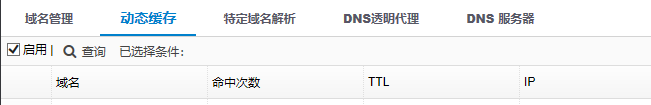 域名管理 动态缓存 特定域名解析 DNS透明代理 DNS 服务器
启用 | 查询 已选择条件:
域名 命中次数 TTL IP